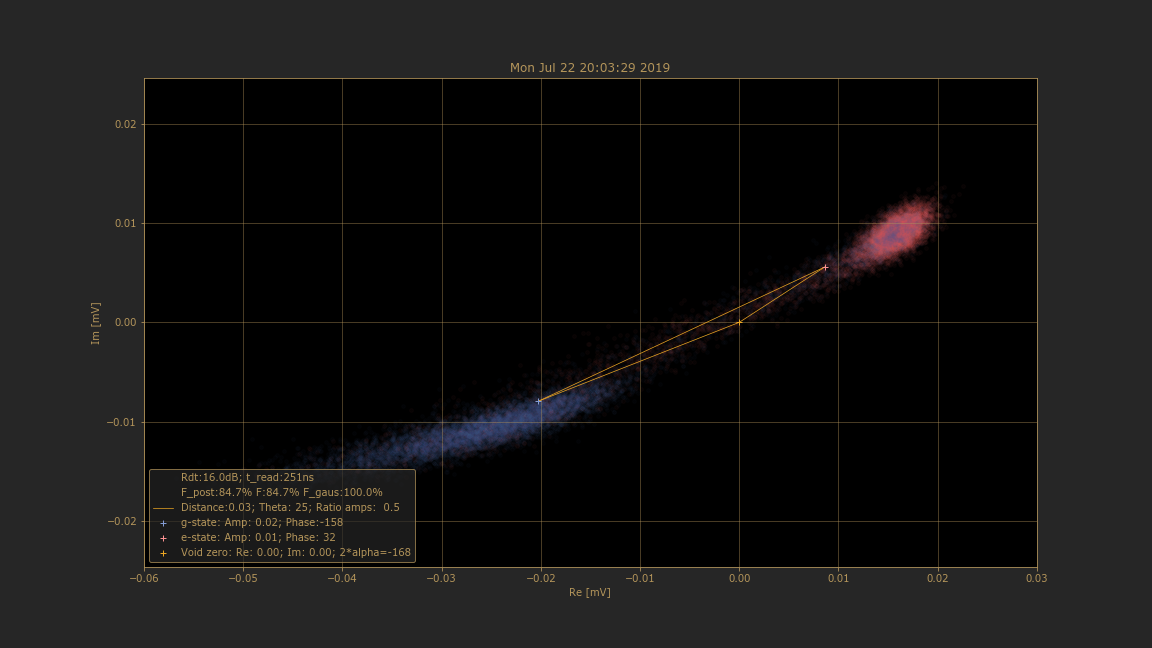 Mon Jul 22 20:03:29 2019
0.02
0.01
0.00
−0.01
−0.02
Im [mV]
Rdt:16.0dB; t_read:251ns
F_post:84.7% F:84.7% F_gaus:100.0%
Distance:0.03; Theta: 25; Ratio amps:  0.5
g-state: Amp: 0.02; Phase:-158
e-state: Amp: 0.01; Phase: 32
Void zero: Re: 0.00; Im: 0.00; 2*alpha=-168
−0.06 −0.05 −0.04 −0.03 −0.02 −0.01 0.00 0.01 0.02 0.03
Re [mV]